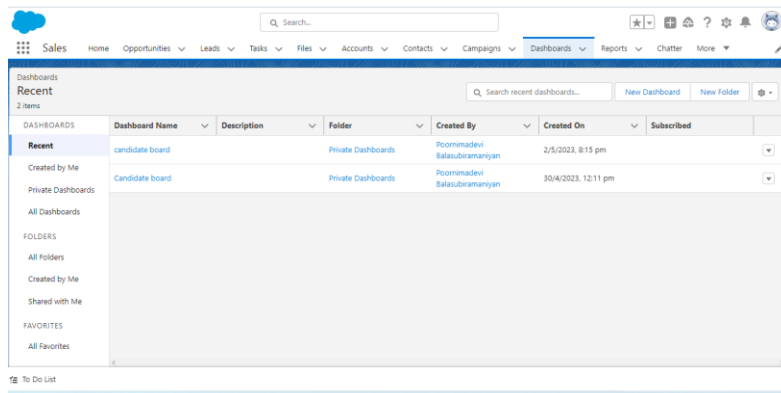 Search...
Sales Home Opportunities Leads Tasks Files Accounts Contacts Campaigns Dashboards Reports Chatter More
Dashboards
Recent
2 items
Search recent dashboards...
New Dashboard New Folder
DASHBOARDS
Recent
Created by Me
Private Dashboards
All Dashboards
FOLDERS
All Folders
Created by Me
Shared with Me
FAVORITES
All Favorites
Dashboard Name Description Folder Created By Created On Subscribed
candidate board Private Dashboards Poornimadevi Balasubiramaniyan 2/5/2023, 8:15 pm
Candidate board Private Dashboards Poornimadevi Balasubiramaniyan 30/4/2023, 12:11 pm
To Do List